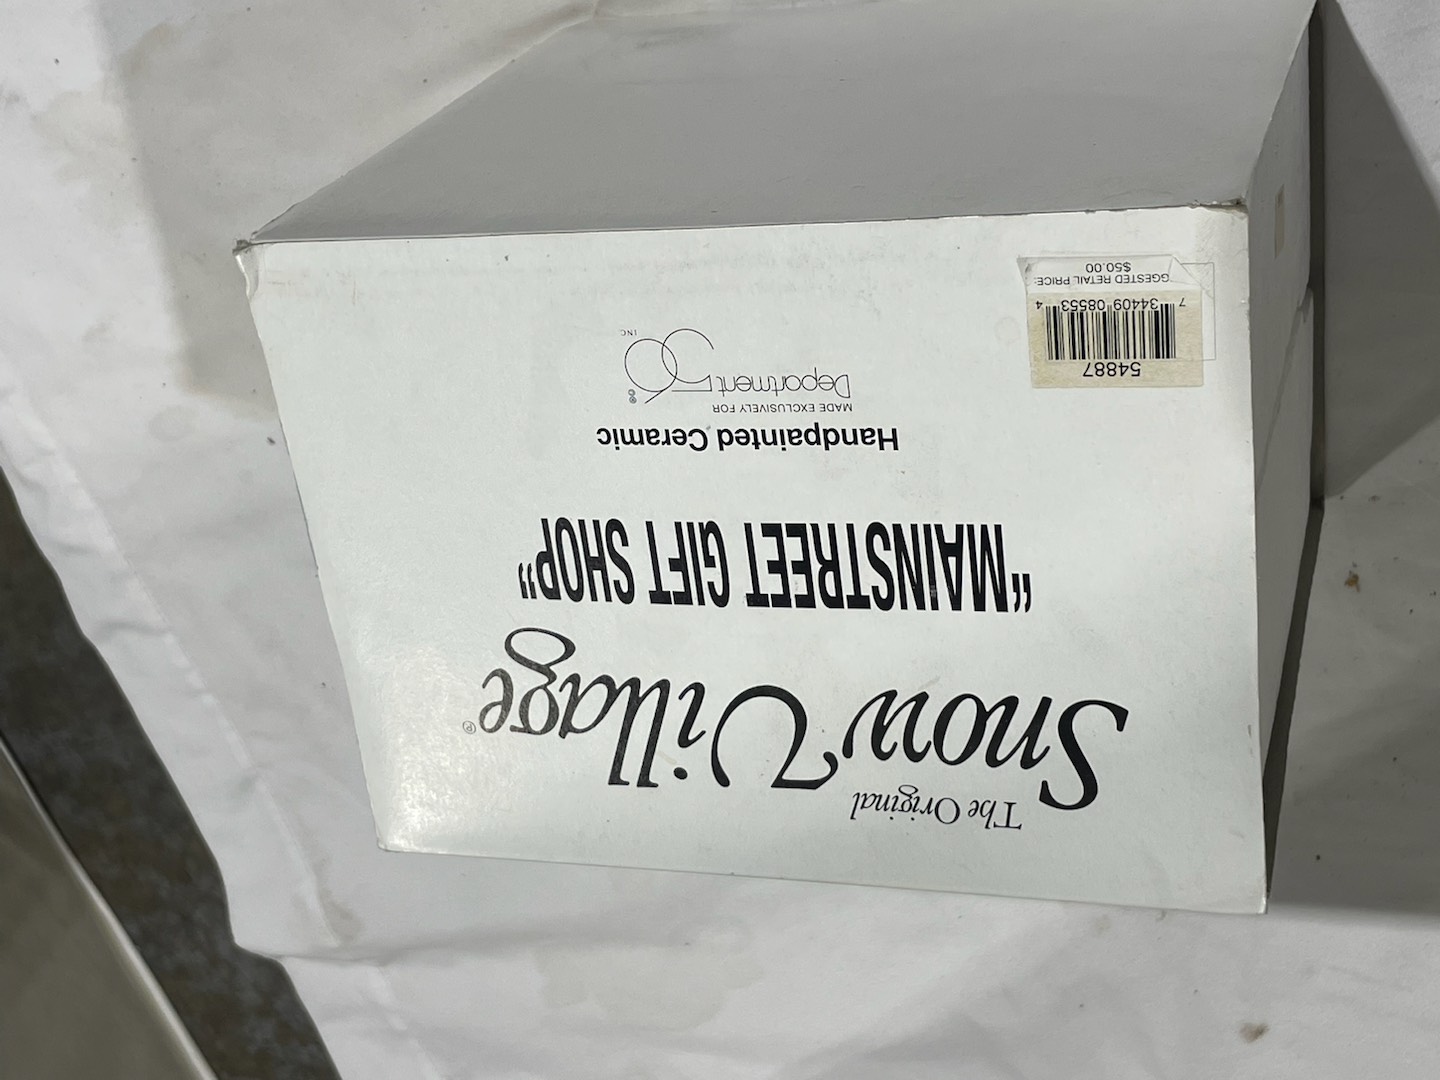 The Original
Snow Village®
"MAINSTREET GIFT SHOP"
Handpainted Ceramic
MADE EXCLUSIVELY FOR
Department 56®
INC.
54887
7 34409 08553 4
GGESTED RETAIL PRICE:
$50.00